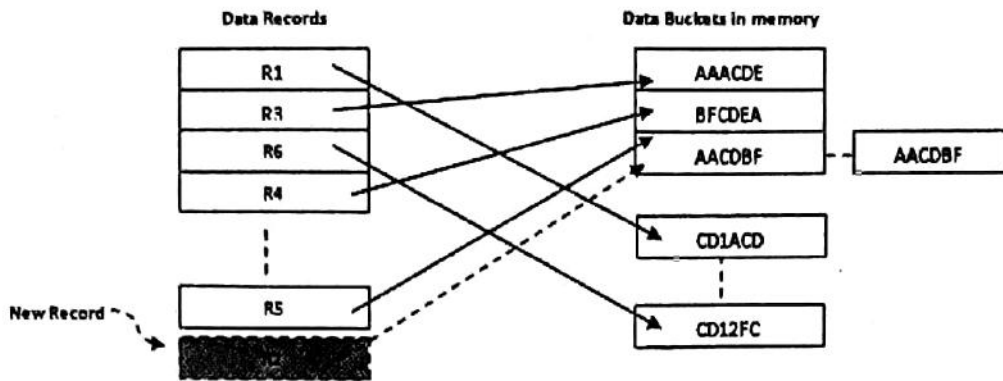 Data Records
Data Buckets in memory
R1
R3
R6
R4
R5
New Record
AAACDE
BFCDEA
AACDBF
AACDBF
CD1ACD
CD12FC